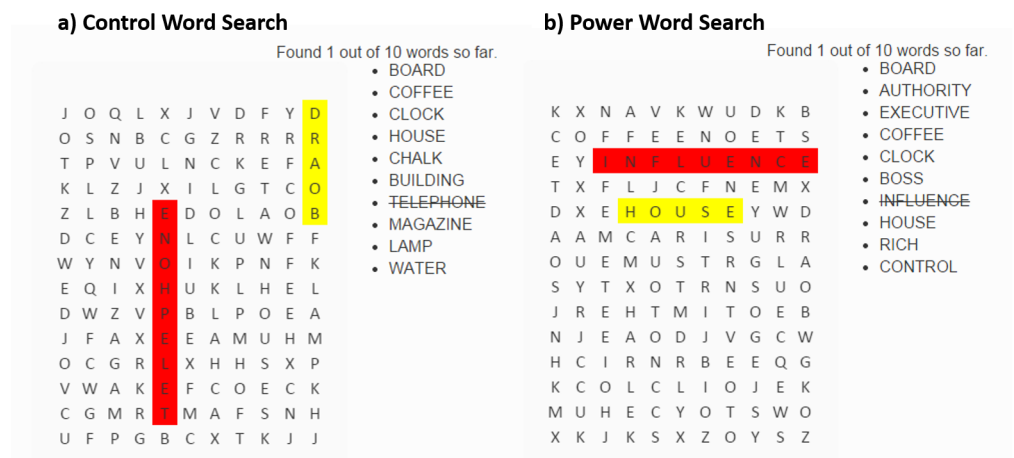 a) Control Word Search
Found 1 out of 10 words so far.
J O Q L X J V D F Y D
O S N B C G Z R R R R
T P V U L N C K E F A
K L Z J X I L G T C O
Z L B H E D O L A O B
D C E Y N L C U W F F
W Y N V O I K P N F K
E Q I X H U K L H E L
D W Z V P B L P O E A
J F A X E E A M U H M
O C G R L X H H S X P
V W A K E F C O E C K
C G M R T M A F S N H
U F P G B C X T K J J
• BOARD
• COFFEE
• CLOCK
• HOUSE
• CHALK
• BUILDING
• TELEPHONE
• MAGAZINE
• LAMP
• WATER
b) Power Word Search
Found 1 out of 10 words so far.
K X N A V K W U D K B
C O F F E E N O E T S
E Y I N F L U E N C E
T X F L J C F N E M X
D X E H O U S E Y W D
A A M C A R I S U R R
O U E M U S T R G L A
S Y T X O T R N S U O
J R E H T M I T O E B
N J E A O D J V G C W
H C I R N R B E E Q G
K C O L C L I O J E K
M U H E C Y O T S W O
X K J K S X Z O Y S Z
• BOARD
• AUTHORITY
• EXECUTIVE
• COFFEE
• CLOCK
• BOSS
• INFLUENCE
• HOUSE
• RICH
• CONTROL